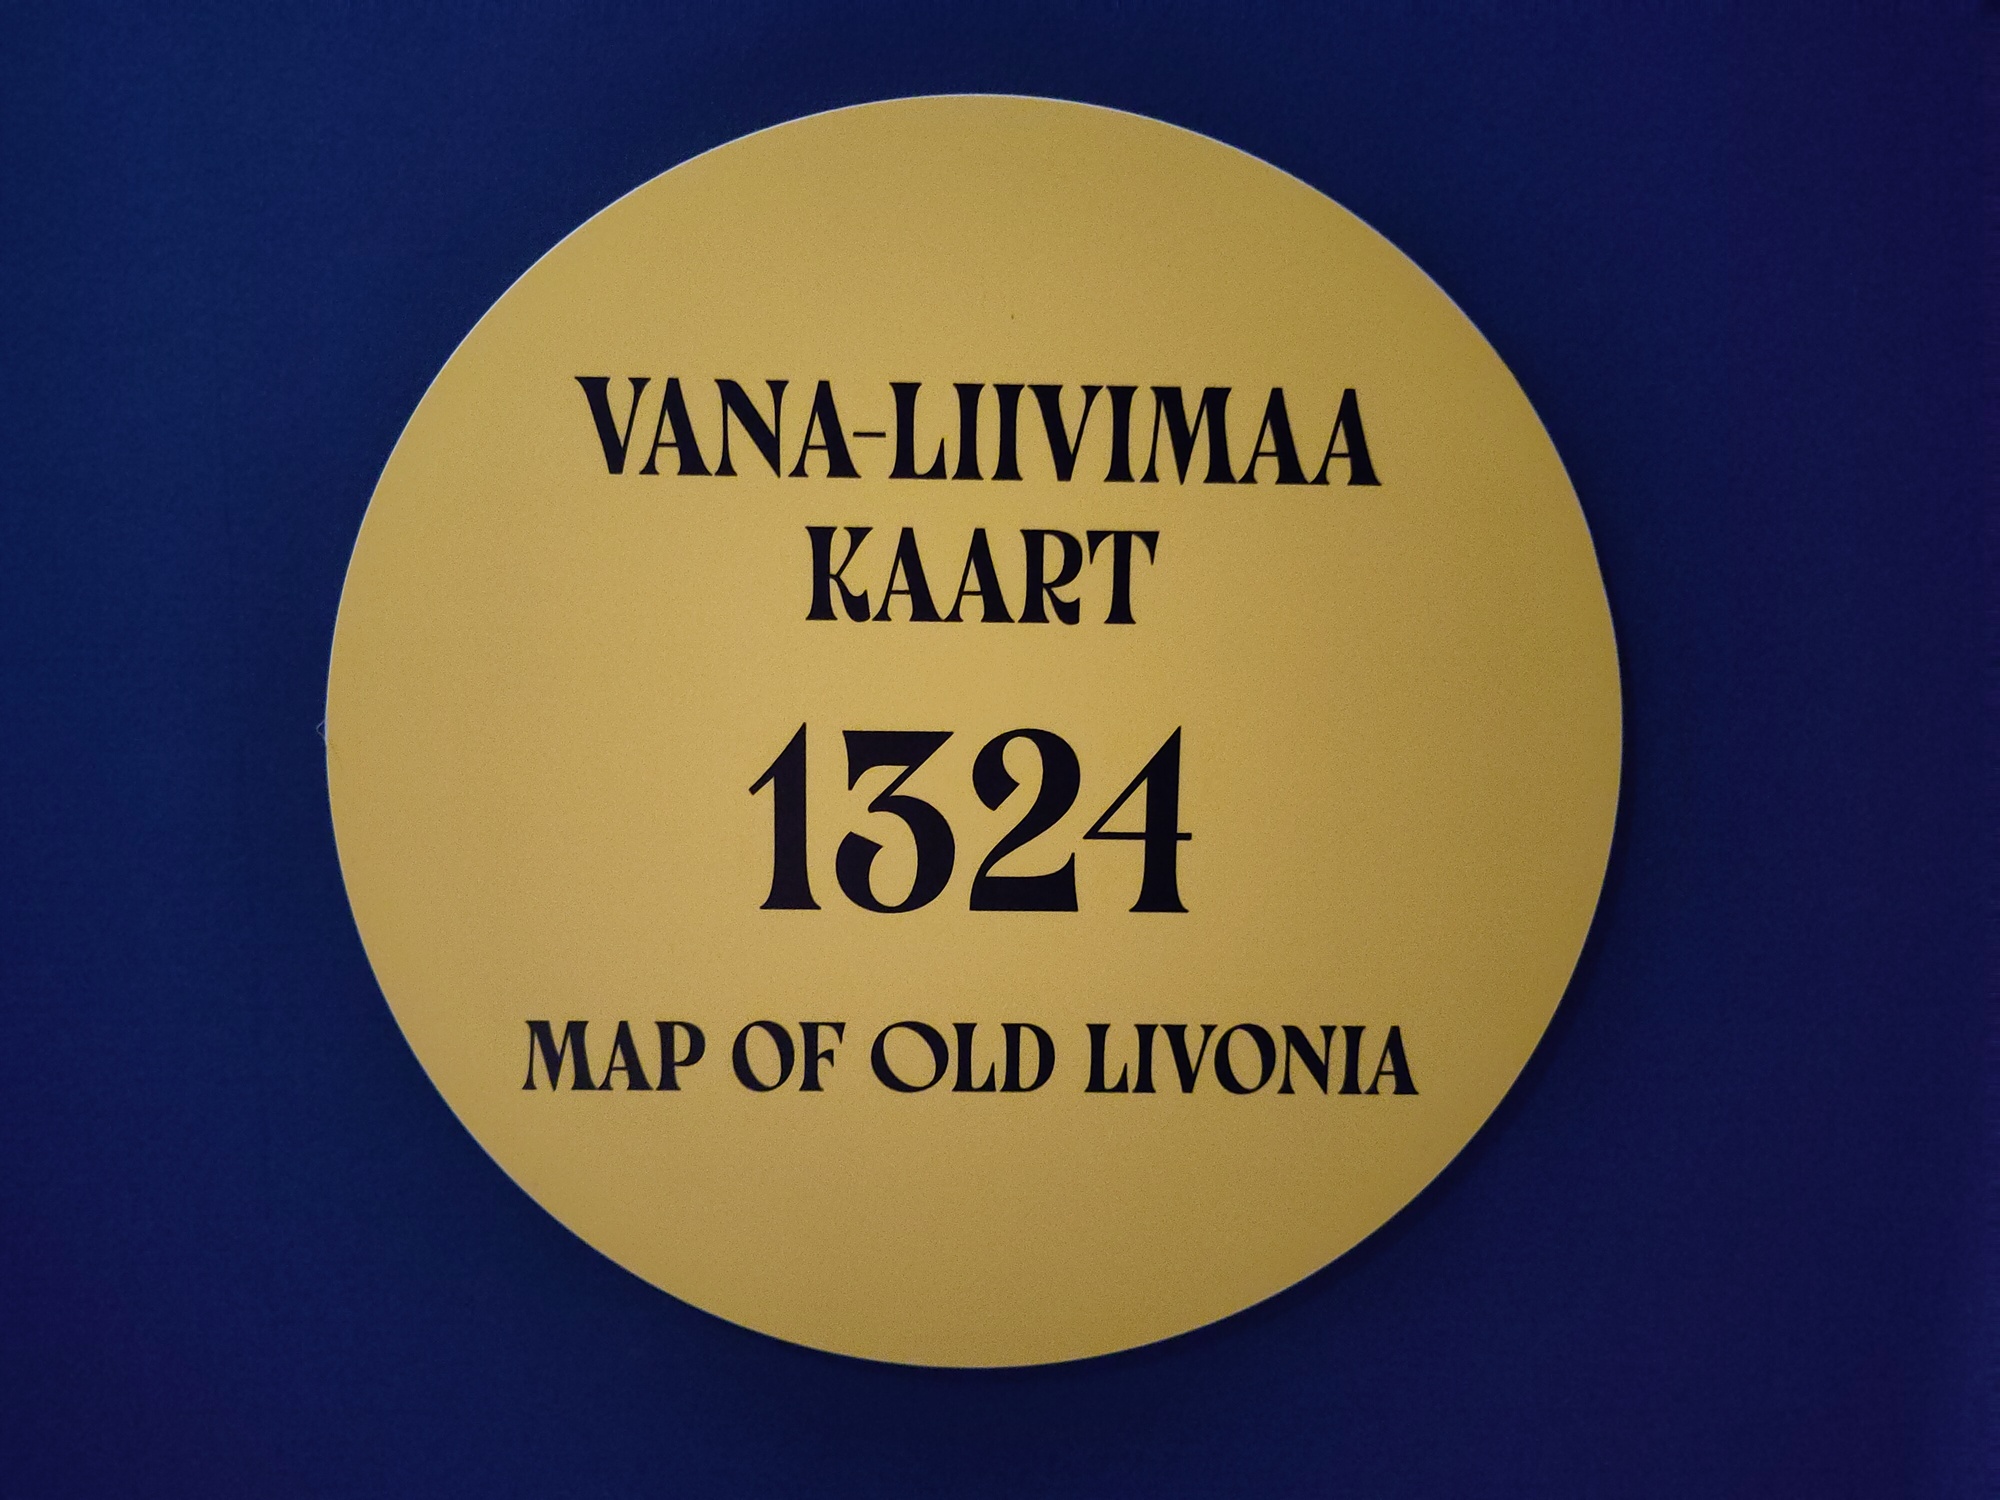 VANA-LIIVIMAA
KAART
1324
MAP OF OLD LIVONIA